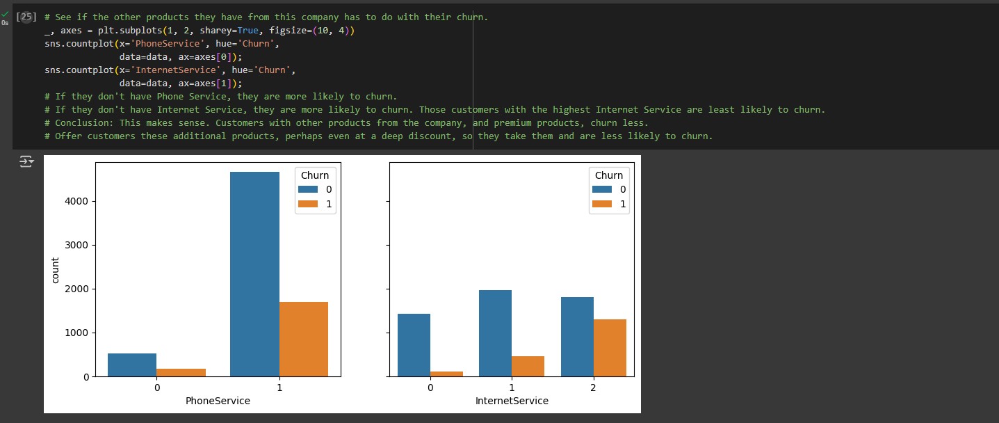 [25] # See if the other products they have from this company has to do with their churn.
0s
_, axes = plt.subplots(1, 2, sharey=True, figsize=(10, 4))
sns.countplot(x='PhoneService', hue='Churn',
data=data, ax=axes[0]);
sns.countplot(x='InternetService', hue='Churn',
data=data, ax=axes[1]);
# If they don't have Phone Service, they are more likely to churn.
# If they don't have Internet Service, they are more likely to churn. Those customers with the highest Internet Service are least likely to churn.
# Conclusion: This makes sense. Customers with other products from the company, and premium products, churn less.
# Offer customers these additional products, perhaps even at a deep discount, so they take them and are less likely to churn.
Churn
0
1
4000
3000
2000
1000
0
count
0 1
PhoneService
Churn
0
1
0 1 2
InternetService